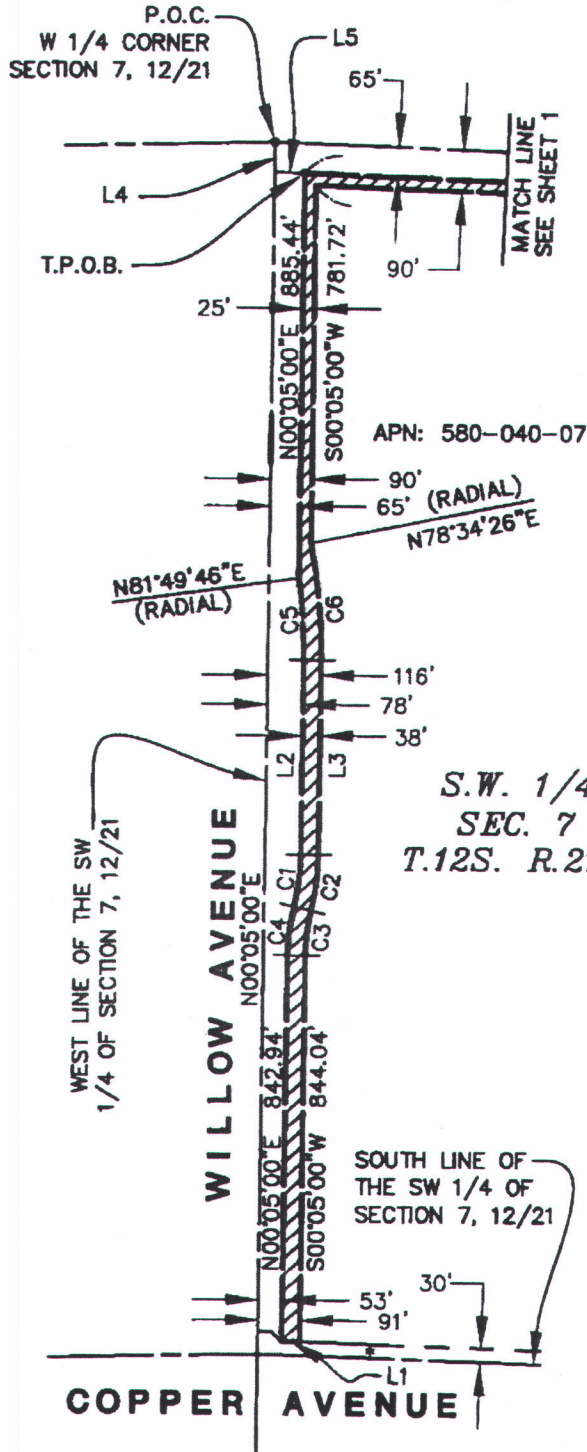 P.O.C.
W 1/4 CORNER
SECTION 7, 12/21
L5
65'
L4
MATCH LINE
SEE SHEET 1
T.P.O.B.
90'
885.44'
781.72'
25'
N00°05'00"E
S00°05'00"W
APN: 580-040-07
90'
65'
(RADIAL)
N78°34'26"E
N81°49'46"E
(RADIAL)
C5
C6
116'
78'
38'
L2
L3
S.W. 1/4
SEC. 7
T.12S. R.2
WEST LINE OF THE SW
1/4 OF SECTION 7, 12/21
WILLOW AVENUE
N00°05'00"E
C1
C2
C4
C3
842.94'
844.04'
N00°05'00"E
S00°05'00"W
SOUTH LINE OF
THE SW 1/4 OF
SECTION 7, 12/21
30'
53'
91'
*
L1
COPPER AVENUE